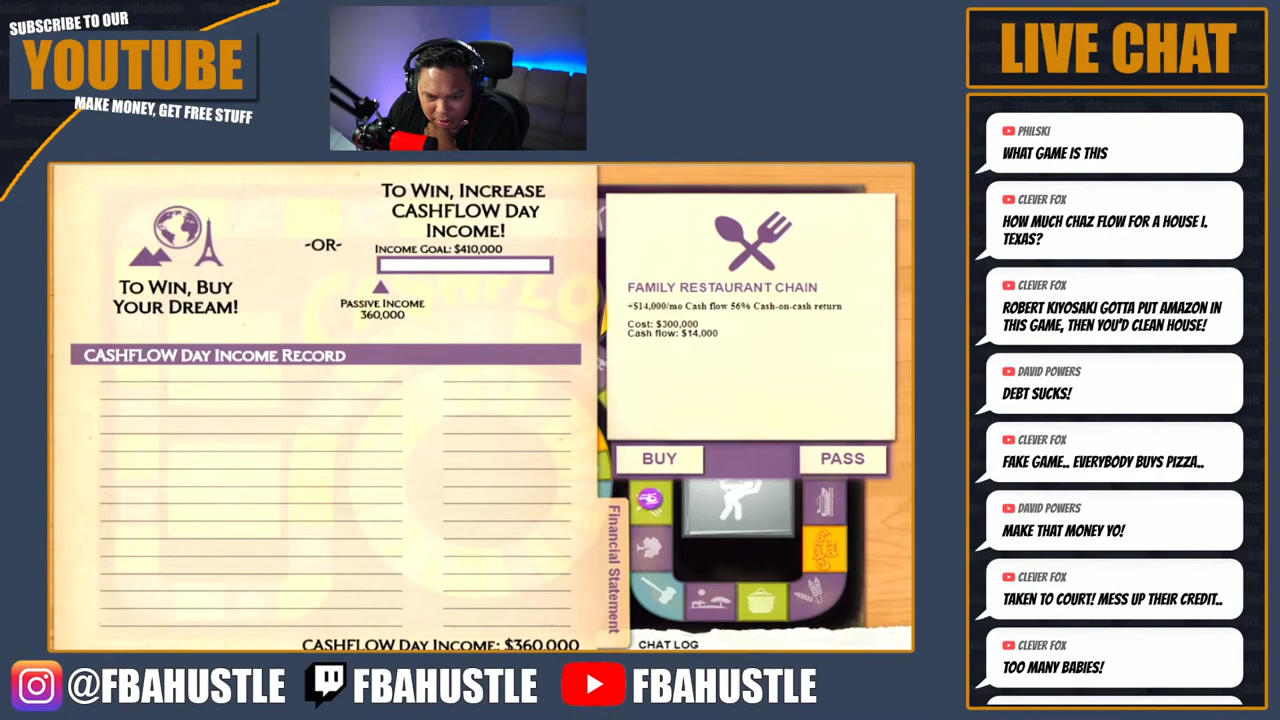 SUBSCRIBE TO OUR
YOUTUBE
MAKE MONEY, GET FREE STUFF
TO WIN, BUY
YOUR DREAM!
-OR-
TO WIN, INCREASE
CASHFLOW DAY
INCOME!
INCOME GOAL: $410,000
PASSIVE INCOME
360,000
CASHFLOW DAY INCOME RECORD
CASHFLOW DAY INCOME: $360,000
Financial Statement
FAMILY RESTAURANT CHAIN
+$14,000/mo Cash flow 56% Cash-on-cash return
Cost: $300,000
Cash flow: $14,000
BUY
PASS
CHAT LOG
@FBAHUSTLE
FBAHUSTLE
FBAHUSTLE
LIVE CHAT
PHILSKI
WHAT GAME IS THIS
CLEVER FOX
HOW MUCH CHAZ FLOW FOR A HOUSE I.
TEXAS?
CLEVER FOX
ROBERT KIYOSAKI GOTTA PUT AMAZON IN
THIS GAME, THEN YOU'D CLEAN HOUSE!
DAVID POWERS
DEBT SUCKS!
CLEVER FOX
FAKE GAME.. EVERYBODY BUYS PIZZA..
DAVID POWERS
MAKE THAT MONEY YO!
CLEVER FOX
TAKEN TO COURT! MESS UP THEIR CREDIT..
CLEVER FOX
TOO MANY BABIES!